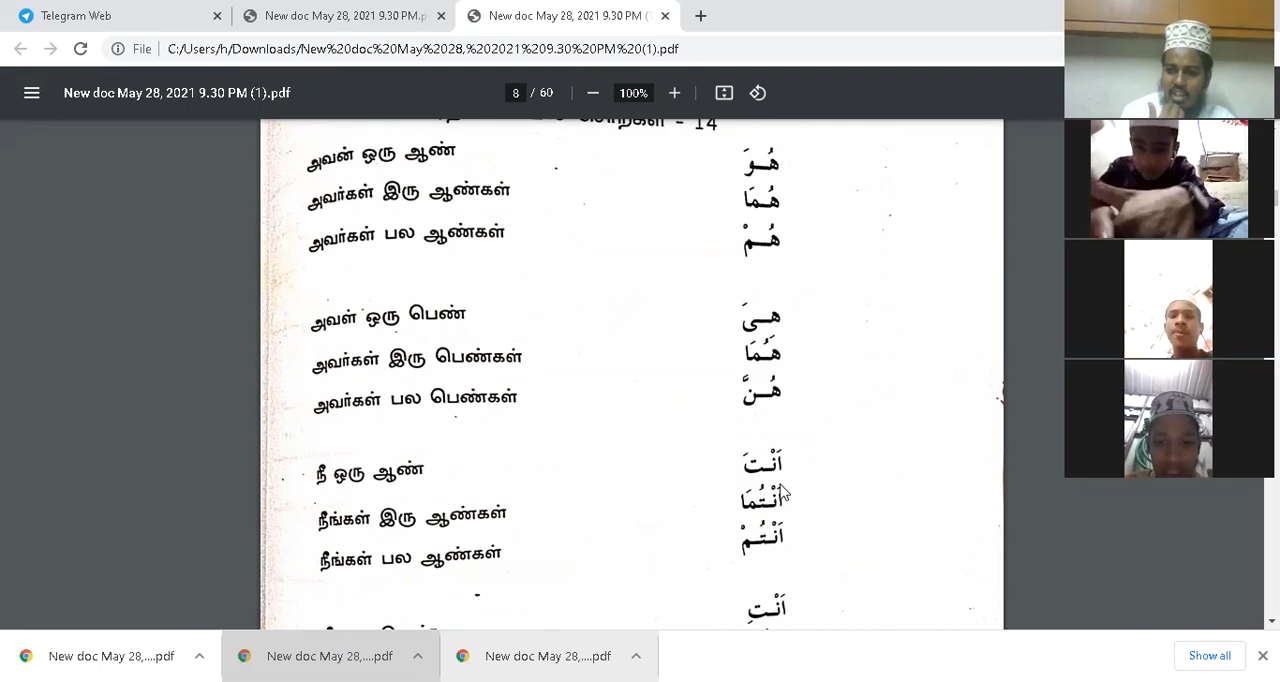 Telegram Web
New doc May 28, 2021 9.30 PM.p
New doc May 28, 2021 9.30 PM (
File C:/Users/h/Downloads/New%20doc%20May%2028,%202021%209.30%20PM%20(1).pdf
New doc May 28, 2021 9.30 PM (1).pdf 8 / 60 100%
சொற்கள் - 14
அவன் ஒரு ஆண் هُوَ
அவர்கள் இரு ஆண்கள் هُمَا
அவர்கள் பல ஆண்கள் هُمْ
அவள் ஒரு பெண் هِيَ
அவர்கள் இரு பெண்கள் هُمَا
அவர்கள் பல பெண்கள் هُنَّ
நீ ஒரு ஆண் اَنْتَ
நீங்கள் இரு ஆண்கள் اَنْتُمَا
நீங்கள் பல ஆண்கள் اَنْتُمْ
اَنْتِ
New doc May 28,....pdf New doc May 28,....pdf New doc May 28,....pdf Show all